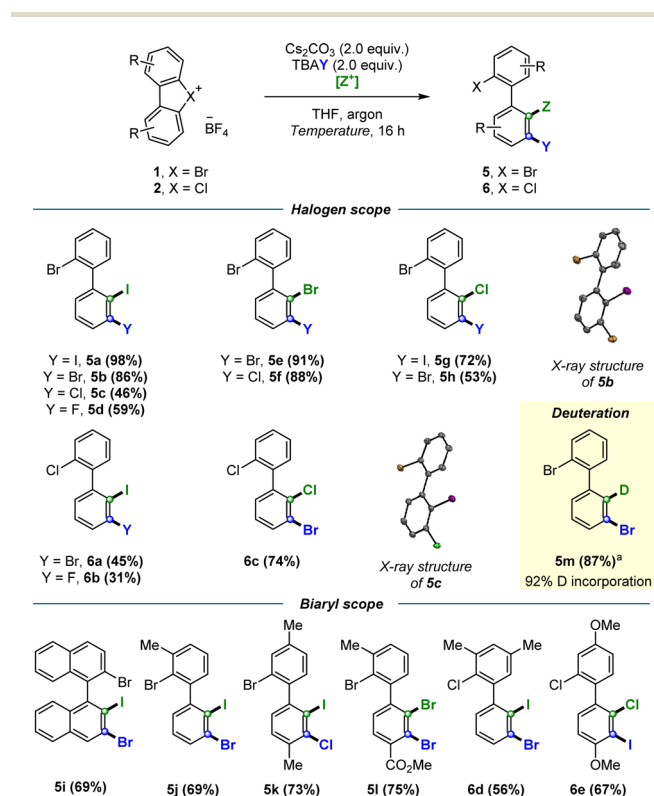 R
R
X+
BF4
−
Cs2CO3 (2.0 equiv.)
TBAY (2.0 equiv.)
[Z+]
THF, argon
Temperature, 16 h
R
X
Z
R
Y
1, X = Br
2, X = Cl
5, X = Br
6, X = Cl
Halogen scope
Br
I
Y
Y = I, 5a (98%)
Y = Br, 5b (86%)
Y = Cl, 5c (46%)
Y = F, 5d (59%)
Br
Br
Y
Y = Br, 5e (91%)
Y = Cl, 5f (88%)
Br
Cl
Y
Y = I, 5g (72%)
Y = Br, 5h (53%)
X-ray structure
of 5b
Cl
I
Y
Y = Br, 6a (45%)
Y = F, 6b (31%)
Cl
Cl
Br
6c (74%)
X-ray structure
of 5c
Deuteration
Br
D
Br
5m (87%)a
92% D incorporation
Biaryl scope
Br
I
Br
5i (69%)
Me
Br
I
Br
5j (69%)
Me
Br
I
Cl
Me
5k (73%)
Me
Br
Br
Br
CO2Me
5l (75%)
Me
Me
Cl
I
Br
6d (56%)
OMe
Cl
Cl
I
OMe
6e (67%)